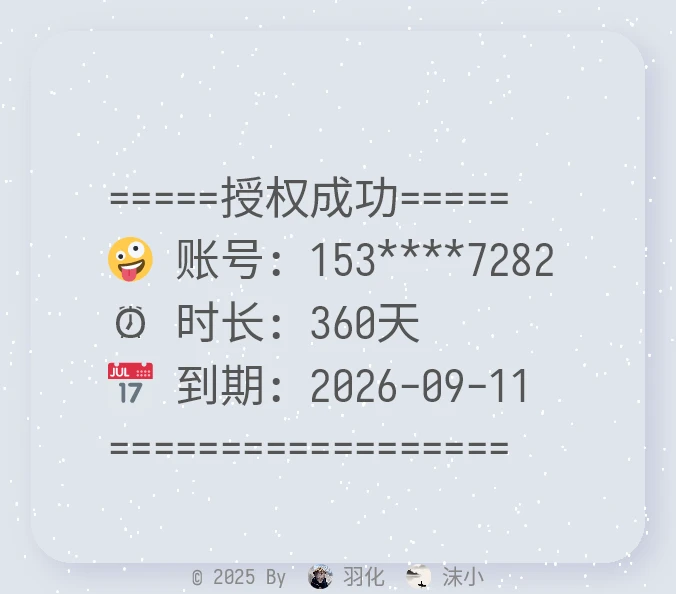 =====授权成功=====
🤪 账号：153****7282
⏰ 时长：360天
📅 到期：2026-09-11
==================
© 2025 By 羽化 沫小